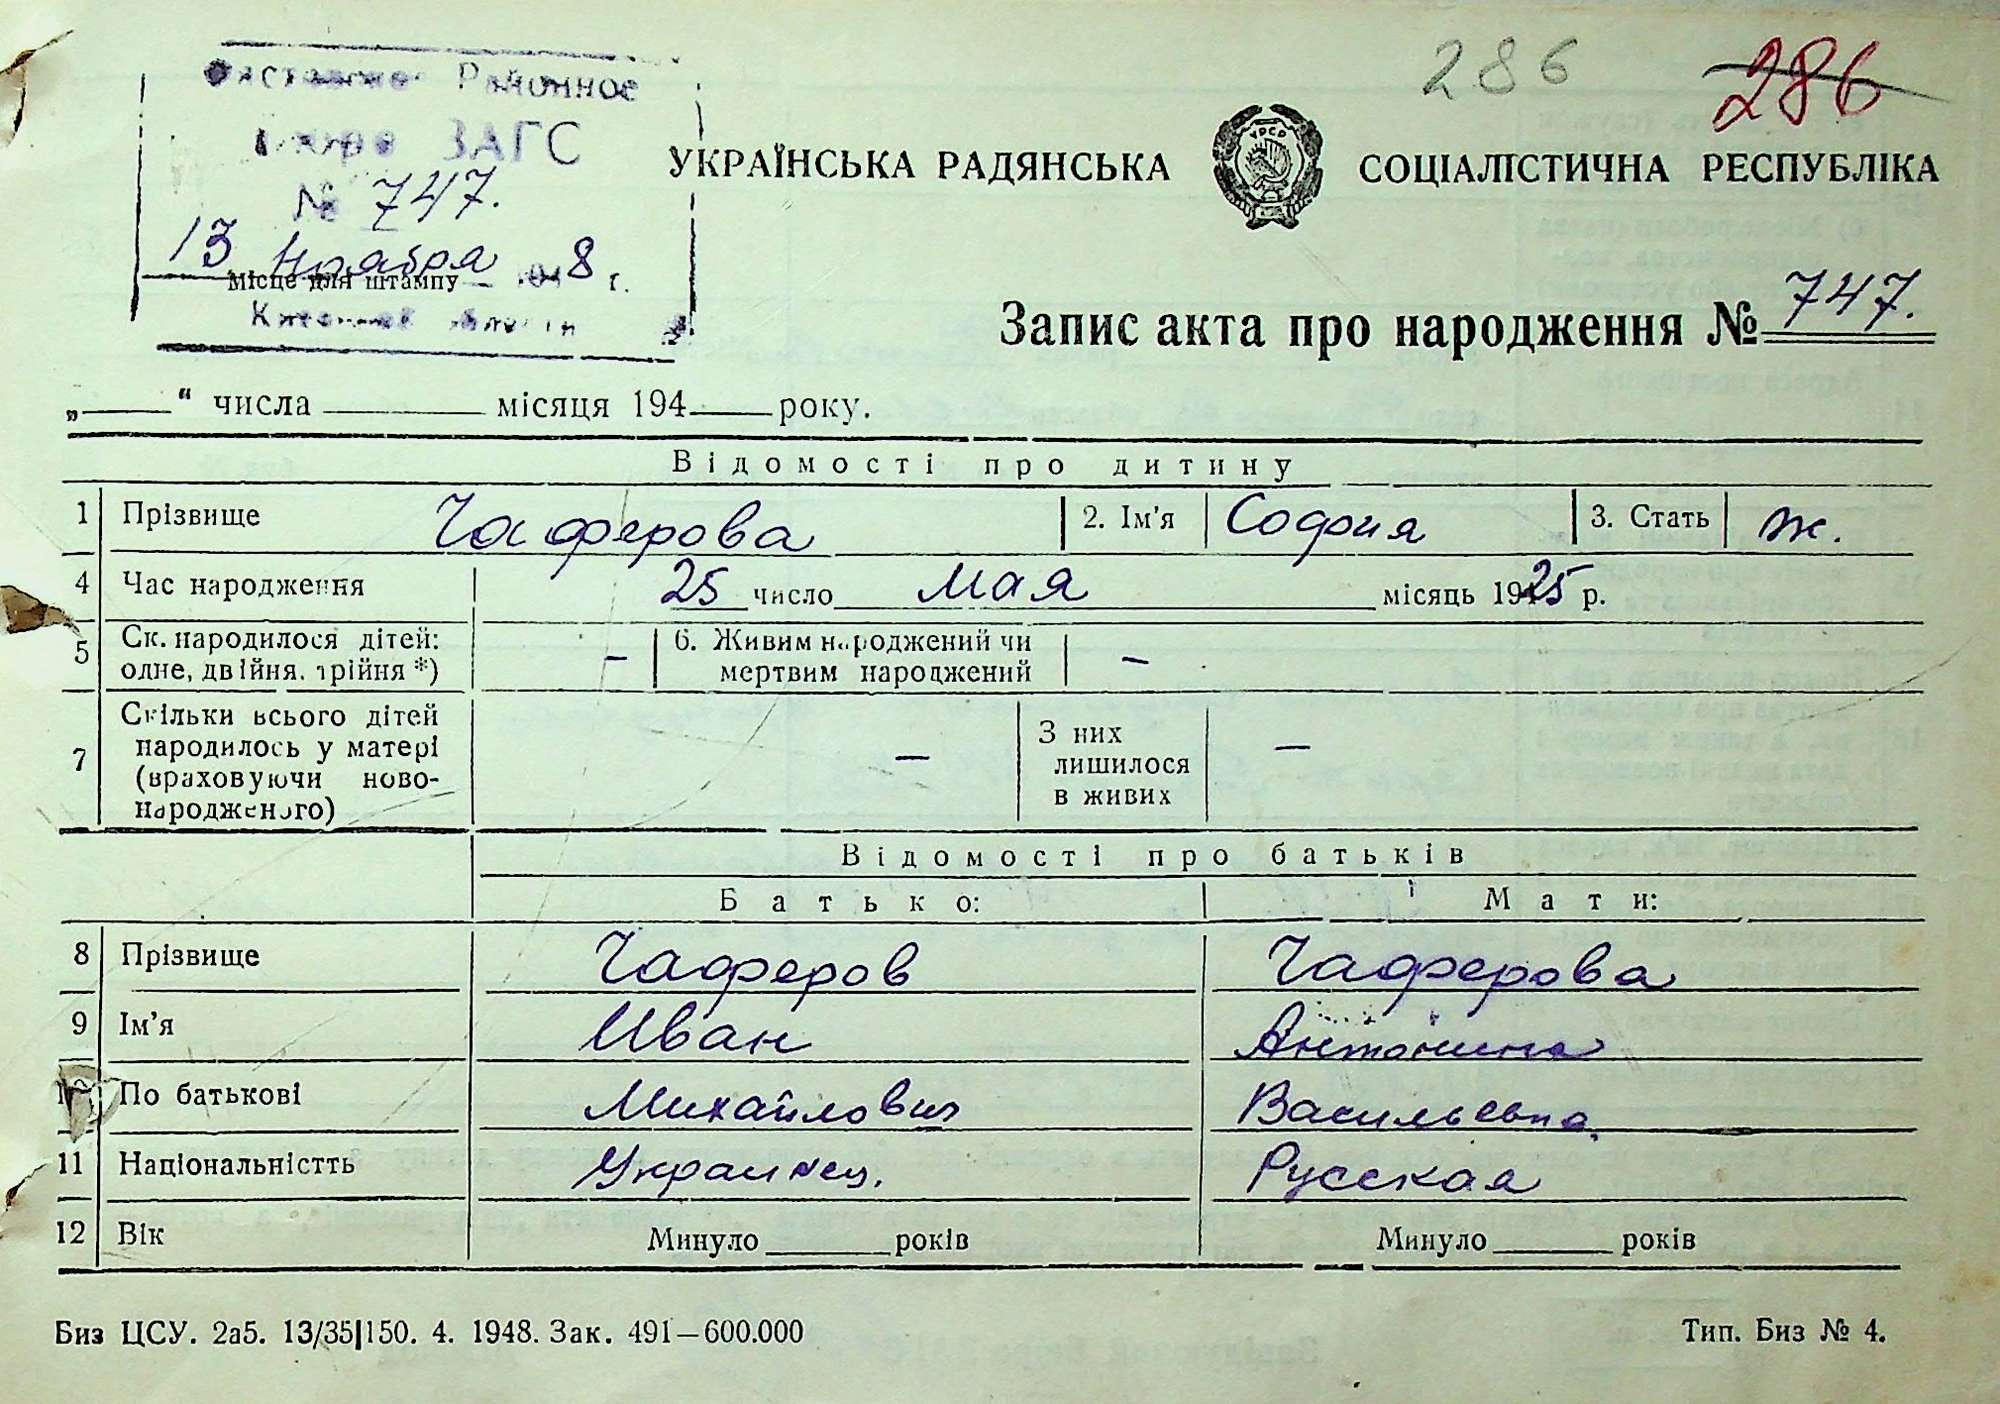 286 286
Районное
бюро ЗАГС
№ 747.
13 Ноября 1948 г.
Місце для штампу
УКРАЇНСЬКА РАДЯНСЬКА СОЦІАЛІСТИЧНА РЕСПУБЛІКА
УРСР
Запис акта про народження № 747.
„ “ числа місяця 194 року.
Відомості про дитину
1 Прізвище Чаферова 2. Ім'я София 3. Стать ж.
4 Час народження 25 число Мая місяць 1925 р.
5 Ск. народилося дітей: одне, двійня, трійня *) – 6. Живим народжений чи мертвим народжений –
7 Скільки всього дітей народилось у матері (враховуючи новонародженого) – З них лишилося в живих –
Відомості про батьків
Батько: Мати:
8 Прізвище Чаферов Чаферова
9 Ім'я Иван Антонина
10 По батькові Михайлович Васильевна
11 Національністть Украинец. Русская
12 Вік Минуло років Минуло років
Биз ЦСУ. 2а5. 13/35|150. 4. 1948. Зак. 491—600.000 Тип. Биз № 4.